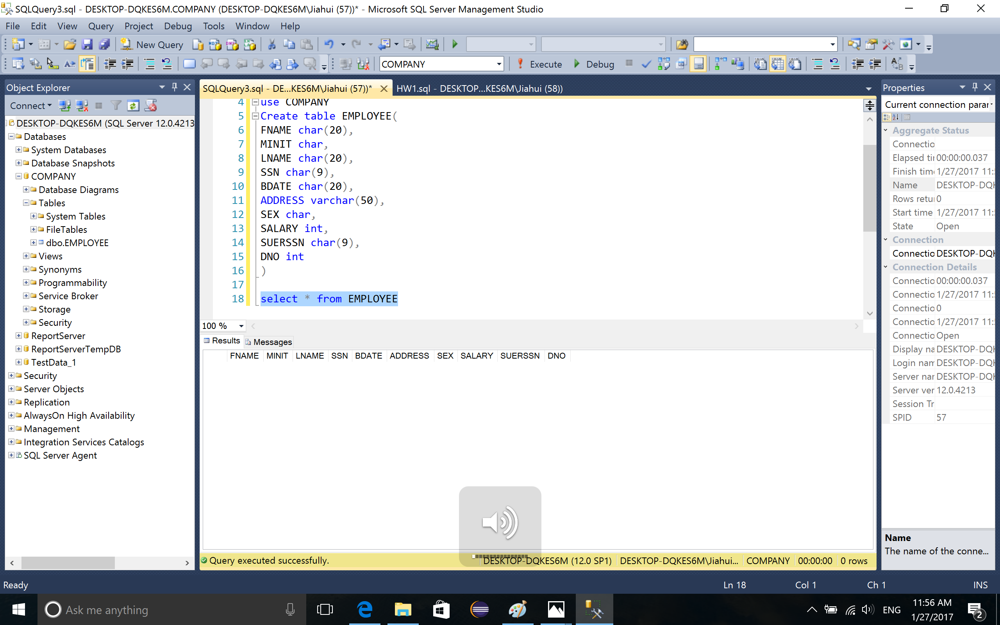 SQLQuery3.sql - DESKTOP-DQKES6M.COMPANY (DESKTOP-DQKES6M\Jiahui (57))* - Microsoft SQL Server Management Studio
File Edit View Query Project Debug Tools Window Help
New Query
COMPANY Execute Debug
Object Explorer
Connect
DESKTOP-DQKES6M (SQL Server 12.0.4213
Databases
System Databases
Database Snapshots
COMPANY
Database Diagrams
Tables
System Tables
FileTables
dbo.EMPLOYEE
Views
Synonyms
Programmability
Service Broker
Storage
Security
ReportServer
ReportServerTempDB
TestData_1
Security
Server Objects
Replication
AlwaysOn High Availability
Management
Integration Services Catalogs
SQL Server Agent
SQLQuery3.sql - DE...KES6M\Jiahui (57))* HW1.sql - DESKTOP...KES6M\Jiahui (58))
4 use COMPANY
5 Create table EMPLOYEE(
6 FNAME char(20),
7 MINIT char,
8 LNAME char(20),
9 SSN char(9),
10 BDATE char(20),
11 ADDRESS varchar(50),
12 SEX char,
13 SALARY int,
14 SUERSSN char(9),
15 DNO int
16 )
17
18 select * from EMPLOYEE
100 %
Results Messages
FNAME MINIT LNAME SSN BDATE ADDRESS SEX SALARY SUERSSN DNO
Query executed successfully. DESKTOP-DQKES6M (12.0 SP1) DESKTOP-DQKES6M\Jiahui... COMPANY 00:00:00 0 rows
Properties
Current connection parar
Aggregate Status
Connectio
Elapsed tir 00:00:00.037
Finish time 1/27/2017 11:
Name DESKTOP-DQK
Rows retur 0
Start time 1/27/2017 11:
State Open
Connection
Connectio DESKTOP-DQK
Connection Details
Connectio 00:00:00.037
Connectio 1/27/2017 11:
Connectio 0
Connectio 1/27/2017 11:
Connectio Open
Display na DESKTOP-DQK
Login nam DESKTOP-DQK
Server nar DESKTOP-DQK
Server ver 12.0.4213
Session Tr
SPID 57
Name
The name of the conne...
Ready Ln 18 Col 1 Ch 1 INS
Ask me anything ENG 11:56 AM
1/27/2017 2